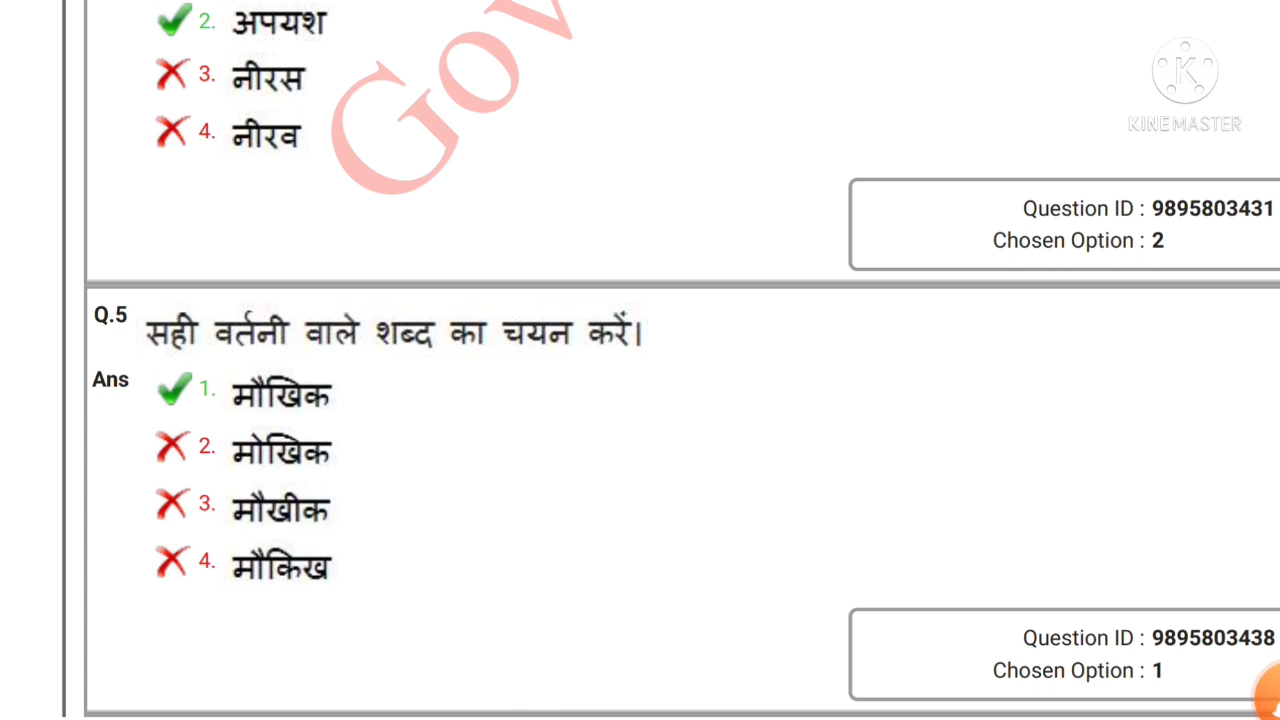 2. अपयश
3. नीरस
4. नीरव
Gov
KINEMASTER
Question ID : 9895803431
Chosen Option : 2
Q.5 सही वर्तनी वाले शब्द का चयन करें।
Ans 1. मौखिक
2. मोखिक
3. मौखीक
4. मौकिख
Question ID : 9895803438
Chosen Option : 1